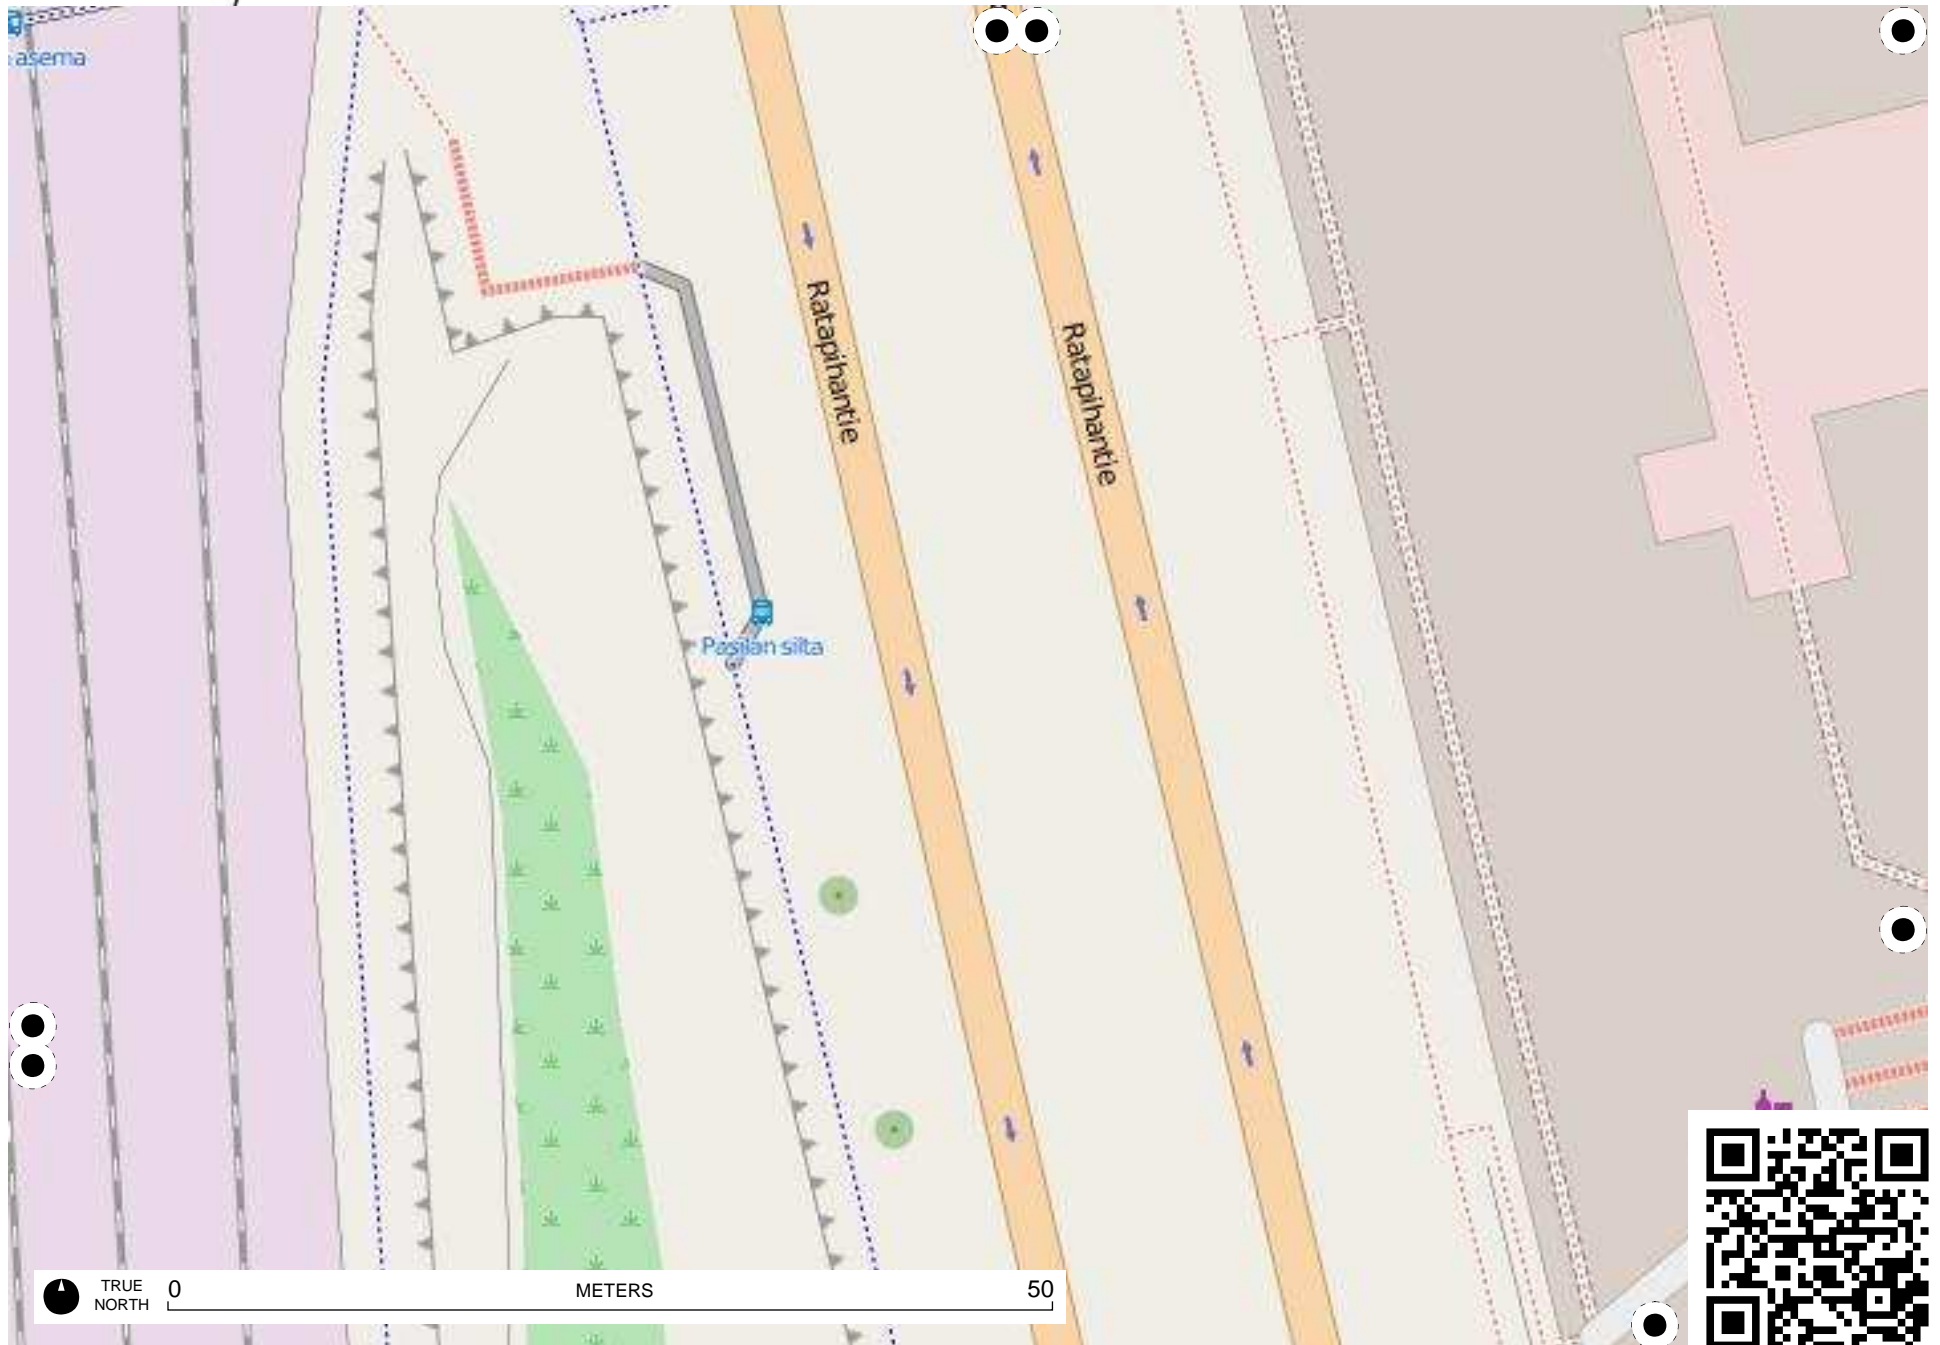 asema
Ratapihantie
Ratapihantie
Pasilan silta
TRUE
NORTH
0
METERS
50